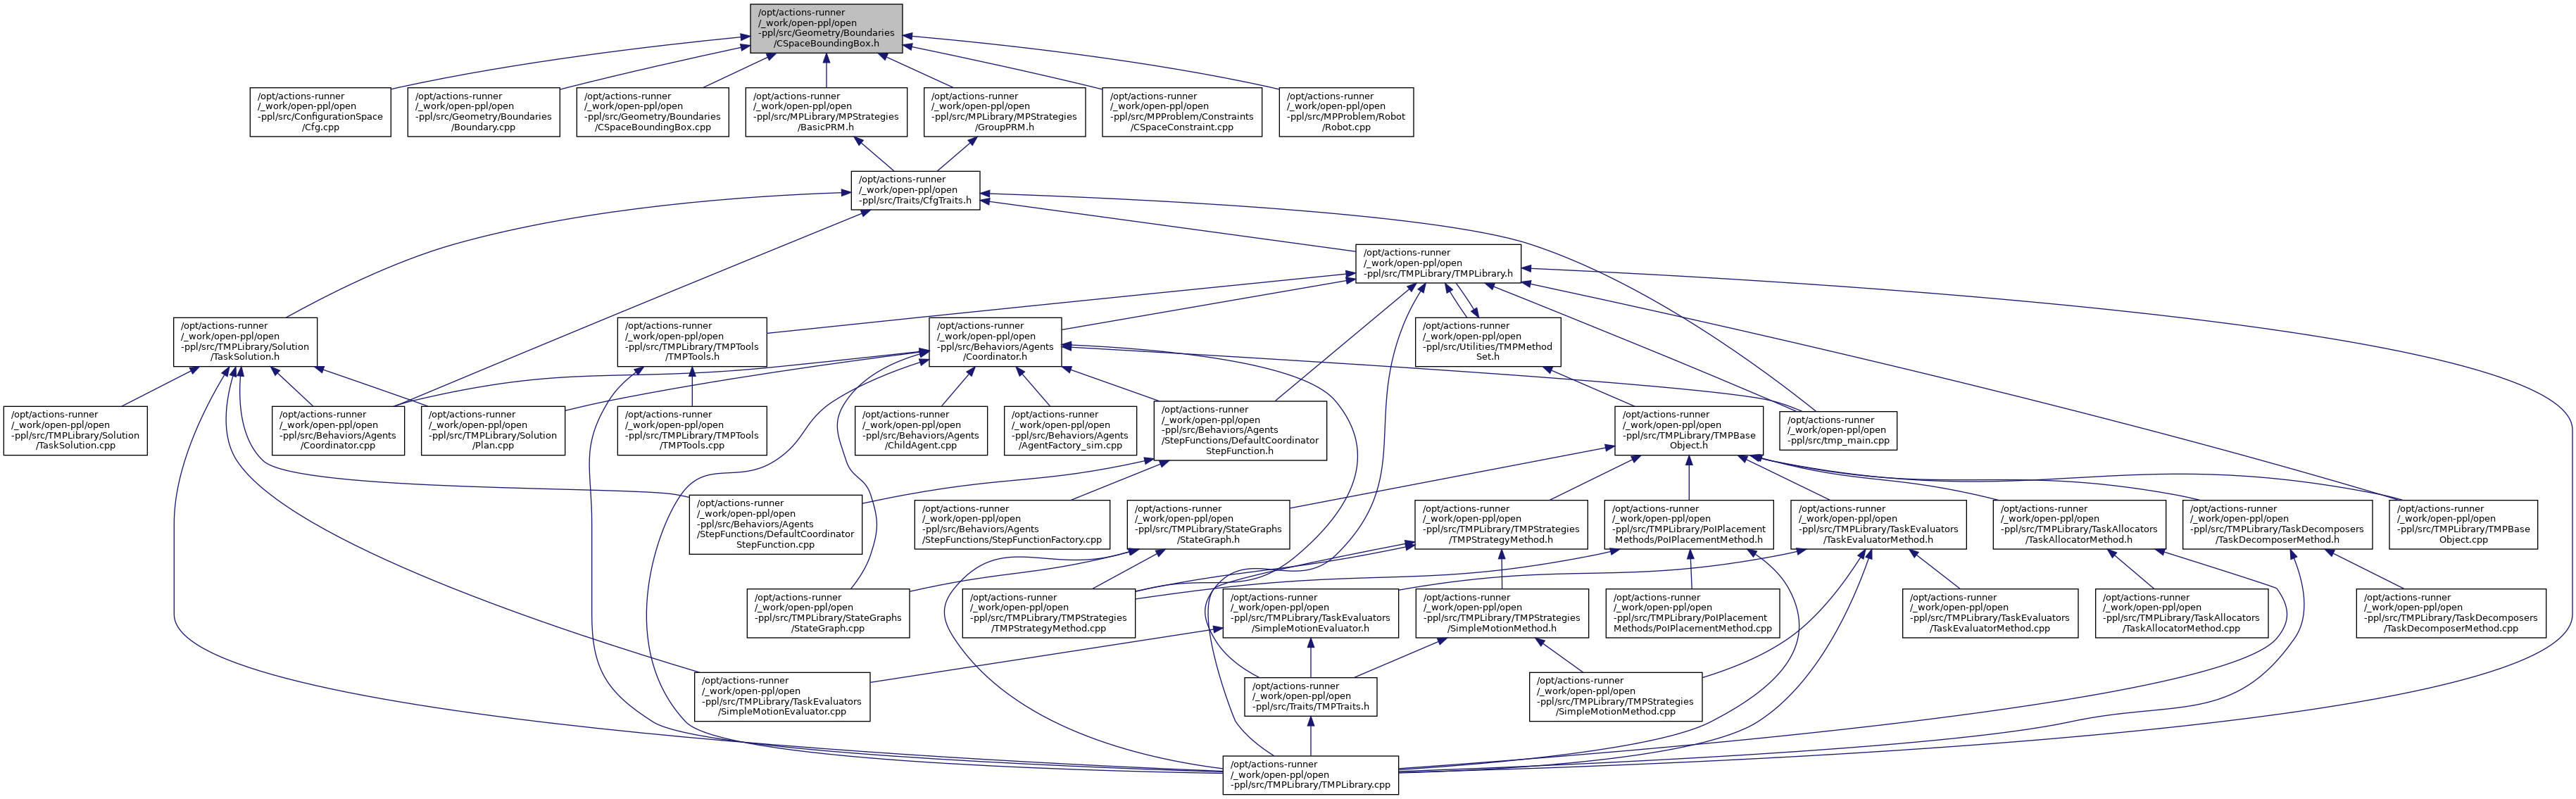 /opt/actions-runner
/_work/open-ppl/open
-ppl/src/Geometry/Boundaries
/CSpaceBoundingBox.h
/opt/actions-runner
/_work/open-ppl/open
-ppl/src/ConfigurationSpace
/Cfg.cpp
/opt/actions-runner
/_work/open-ppl/open
-ppl/src/Geometry/Boundaries
/Boundary.cpp
/opt/actions-runner
/_work/open-ppl/open
-ppl/src/Geometry/Boundaries
/CSpaceBoundingBox.cpp
/opt/actions-runner
/_work/open-ppl/open
-ppl/src/MPLibrary/MPStrategies
/BasicPRM.h
/opt/actions-runner
/_work/open-ppl/open
-ppl/src/MPLibrary/MPStrategies
/GroupPRM.h
/opt/actions-runner
/_work/open-ppl/open
-ppl/src/MPProblem/Constraints
/CSpaceConstraint.cpp
/opt/actions-runner
/_work/open-ppl/open
-ppl/src/MPProblem/Robot
/Robot.cpp
/opt/actions-runner
/_work/open-ppl/open
-ppl/src/Traits/CfgTraits.h
/opt/actions-runner
/_work/open-ppl/open
-ppl/src/TMPLibrary/TMPLibrary.h
/opt/actions-runner
/_work/open-ppl/open
-ppl/src/TMPLibrary/Solution
/TaskSolution.h
/opt/actions-runner
/_work/open-ppl/open
-ppl/src/TMPLibrary/TMPTools
/TMPTools.h
/opt/actions-runner
/_work/open-ppl/open
-ppl/src/Behaviors/Agents
/Coordinator.h
/opt/actions-runner
/_work/open-ppl/open
-ppl/src/Utilities/TMPMethod
Set.h
/opt/actions-runner
/_work/open-ppl/open
-ppl/src/TMPLibrary/Solution
/TaskSolution.cpp
/opt/actions-runner
/_work/open-ppl/open
-ppl/src/Behaviors/Agents
/Coordinator.cpp
/opt/actions-runner
/_work/open-ppl/open
-ppl/src/TMPLibrary/Solution
/Plan.cpp
/opt/actions-runner
/_work/open-ppl/open
-ppl/src/TMPLibrary/TMPTools
/TMPTools.cpp
/opt/actions-runner
/_work/open-ppl/open
-ppl/src/Behaviors/Agents
/ChildAgent.cpp
/opt/actions-runner
/_work/open-ppl/open
-ppl/src/Behaviors/Agents
/AgentFactory_sim.cpp
/opt/actions-runner
/_work/open-ppl/open
-ppl/src/Behaviors/Agents
/StepFunctions/DefaultCoordinator
StepFunction.h
/opt/actions-runner
/_work/open-ppl/open
-ppl/src/TMPLibrary/TMPBase
Object.h
/opt/actions-runner
/_work/open-ppl/open
-ppl/src/tmp_main.cpp
/opt/actions-runner
/_work/open-ppl/open
-ppl/src/Behaviors/Agents
/StepFunctions/DefaultCoordinator
StepFunction.cpp
/opt/actions-runner
/_work/open-ppl/open
-ppl/src/Behaviors/Agents
/StepFunctions/StepFunctionFactory.cpp
/opt/actions-runner
/_work/open-ppl/open
-ppl/src/TMPLibrary/StateGraphs
/StateGraph.h
/opt/actions-runner
/_work/open-ppl/open
-ppl/src/TMPLibrary/TMPStrategies
/TMPStrategyMethod.h
/opt/actions-runner
/_work/open-ppl/open
-ppl/src/TMPLibrary/PoIPlacement
Methods/PoIPlacementMethod.h
/opt/actions-runner
/_work/open-ppl/open
-ppl/src/TMPLibrary/TaskEvaluators
/TaskEvaluatorMethod.h
/opt/actions-runner
/_work/open-ppl/open
-ppl/src/TMPLibrary/TaskAllocators
/TaskAllocatorMethod.h
/opt/actions-runner
/_work/open-ppl/open
-ppl/src/TMPLibrary/TaskDecomposers
/TaskDecomposerMethod.h
/opt/actions-runner
/_work/open-ppl/open
-ppl/src/TMPLibrary/TMPBase
Object.cpp
/opt/actions-runner
/_work/open-ppl/open
-ppl/src/TMPLibrary/StateGraphs
/StateGraph.cpp
/opt/actions-runner
/_work/open-ppl/open
-ppl/src/TMPLibrary/TMPStrategies
/TMPStrategyMethod.cpp
/opt/actions-runner
/_work/open-ppl/open
-ppl/src/TMPLibrary/TaskEvaluators
/SimpleMotionEvaluator.h
/opt/actions-runner
/_work/open-ppl/open
-ppl/src/TMPLibrary/TMPStrategies
/SimpleMotionMethod.h
/opt/actions-runner
/_work/open-ppl/open
-ppl/src/TMPLibrary/PoIPlacement
Methods/PoIPlacementMethod.cpp
/opt/actions-runner
/_work/open-ppl/open
-ppl/src/TMPLibrary/TaskEvaluators
/TaskEvaluatorMethod.cpp
/opt/actions-runner
/_work/open-ppl/open
-ppl/src/TMPLibrary/TaskAllocators
/TaskAllocatorMethod.cpp
/opt/actions-runner
/_work/open-ppl/open
-ppl/src/TMPLibrary/TaskDecomposers
/TaskDecomposerMethod.cpp
/opt/actions-runner
/_work/open-ppl/open
-ppl/src/TMPLibrary/TaskEvaluators
/SimpleMotionEvaluator.cpp
/opt/actions-runner
/_work/open-ppl/open
-ppl/src/Traits/TMPTraits.h
/opt/actions-runner
/_work/open-ppl/open
-ppl/src/TMPLibrary/TMPStrategies
/SimpleMotionMethod.cpp
/opt/actions-runner
/_work/open-ppl/open
-ppl/src/TMPLibrary/TMPLibrary.cpp